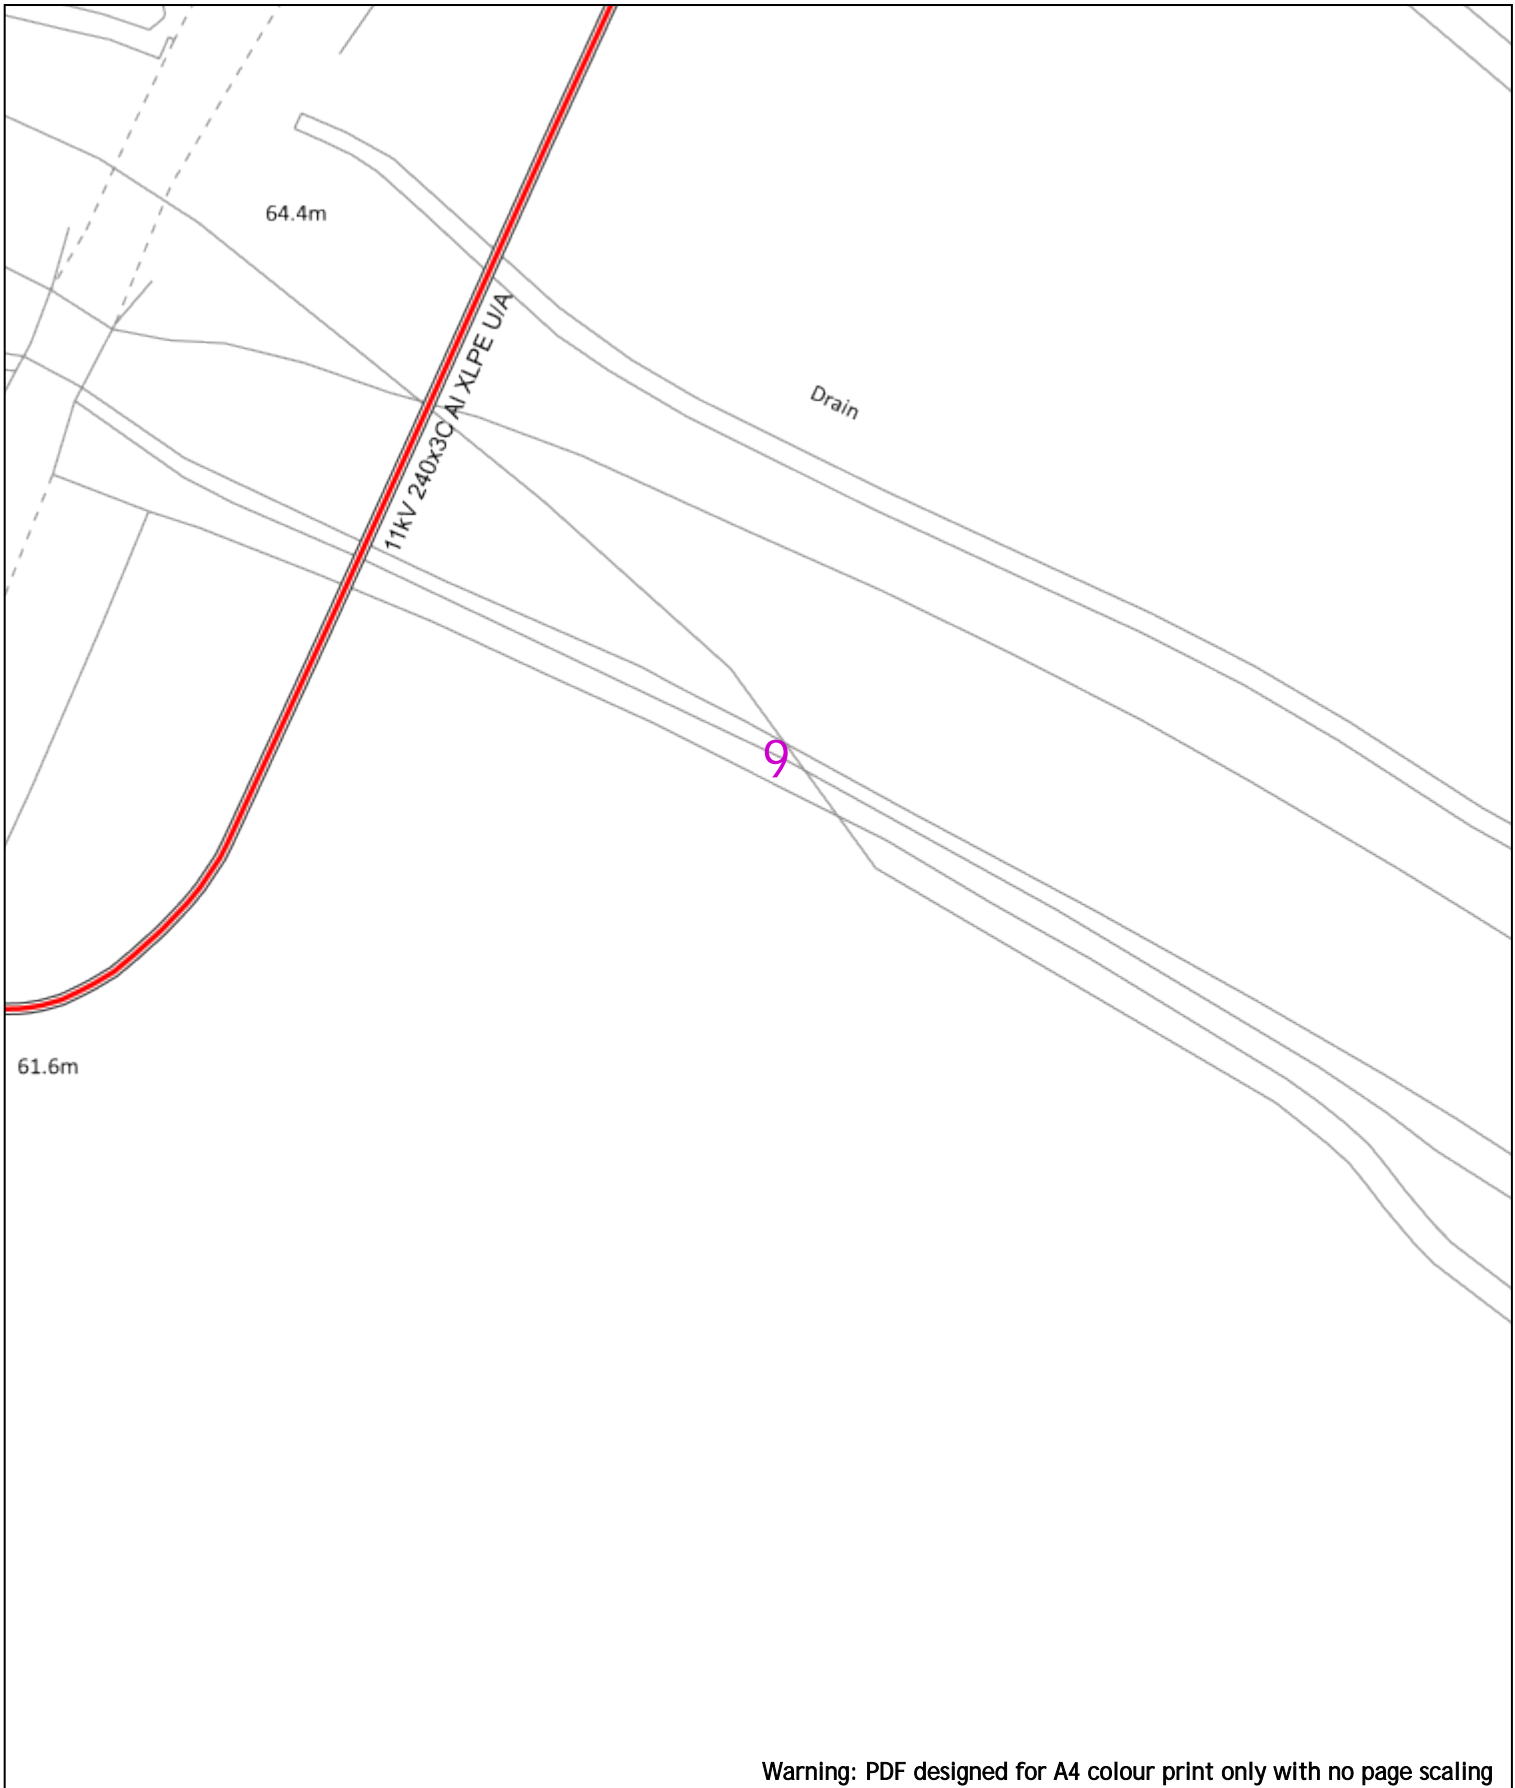 64.4m
11kV 240x3C Al XLPE U/A
Drain
9
61.6m
Warning: PDF designed for A4 colour print only with no page scaling